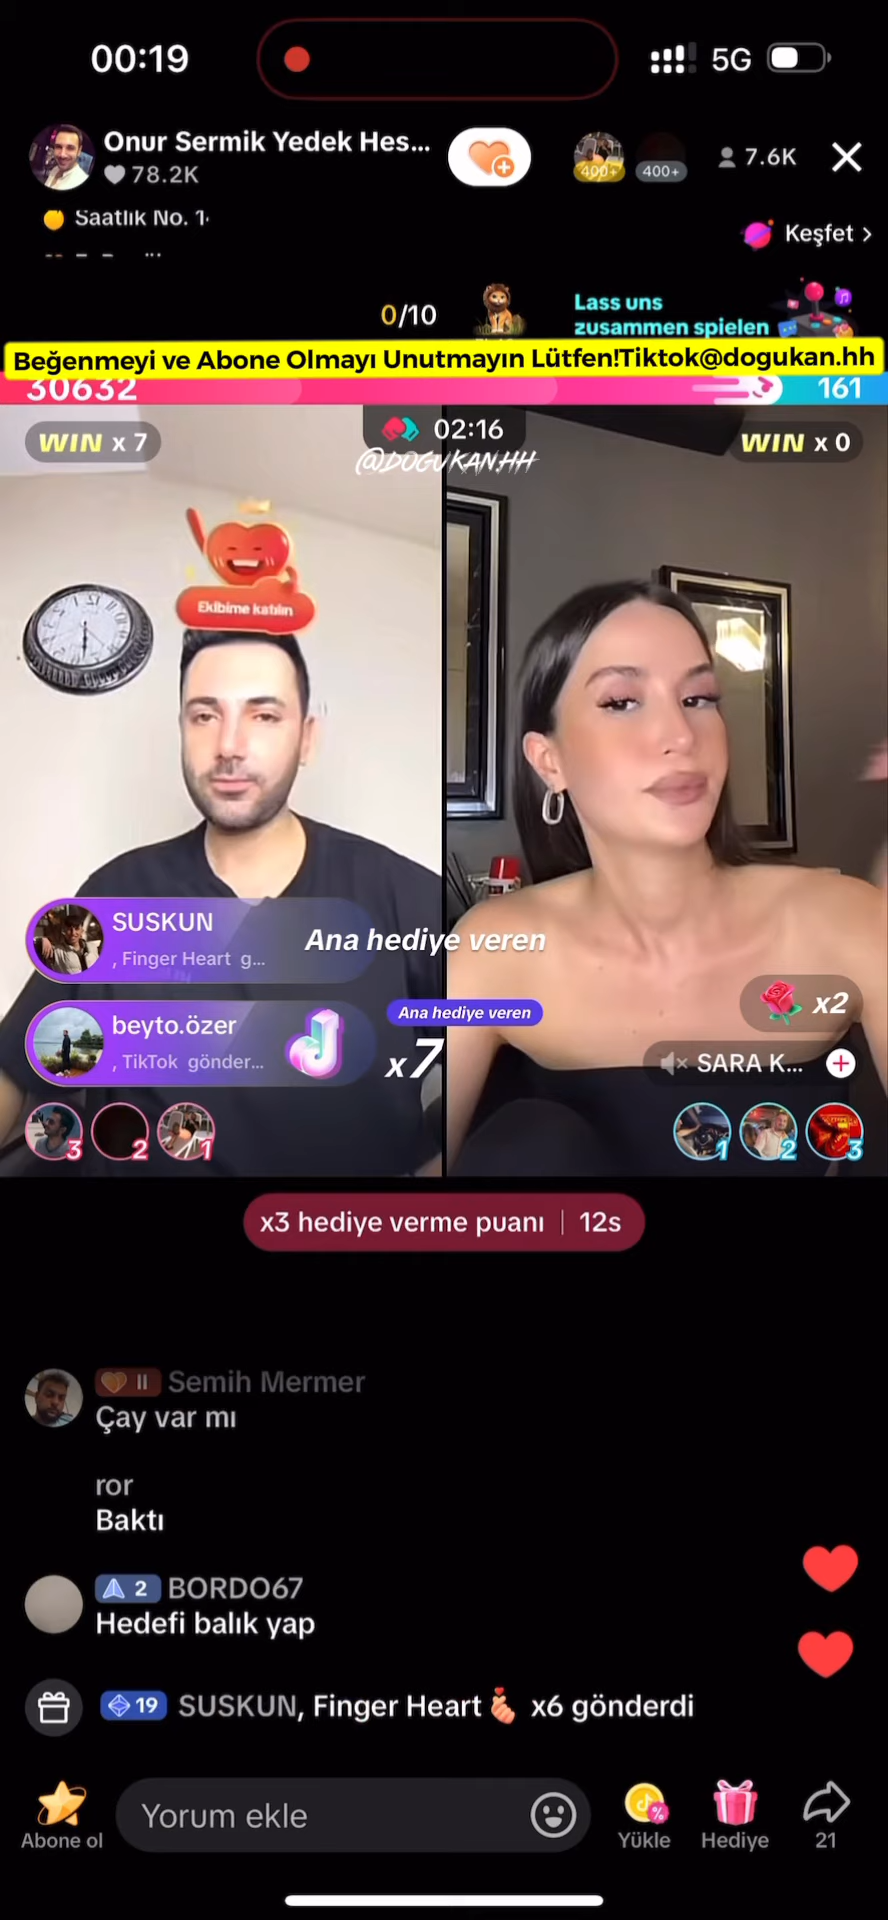 00:19
5G
Onur Sermik Yedek Hes...
78.2K
400+
400+
7.6K
Saatlik No. 1
Keşfet >
0/10
Lass uns
zusammen spielen
Beğenmeyi ve Abone Olmayı Unutmayın Lütfen!Tiktok@dogukan.hh
30632
161
WIN x 7
02:16
WIN x 0
@DOGUKAN.HH
Ekibime katılın
SUSKUN
, Finger Heart g...
Ana hediye veren
beyto.özer
, TikTok gönder...
Ana hediye veren
x7
x2
SARA K...
3
2
1
1
2
3
x3 hediye verme puanı | 12s
II Semih Mermer
Çay var mı
ror
Baktı
2 BORDO67
Hedefi balık yap
19 SUSKUN, Finger Heart x6 gönderdi
Abone ol
Yorum ekle
Yükle
Hediye
21